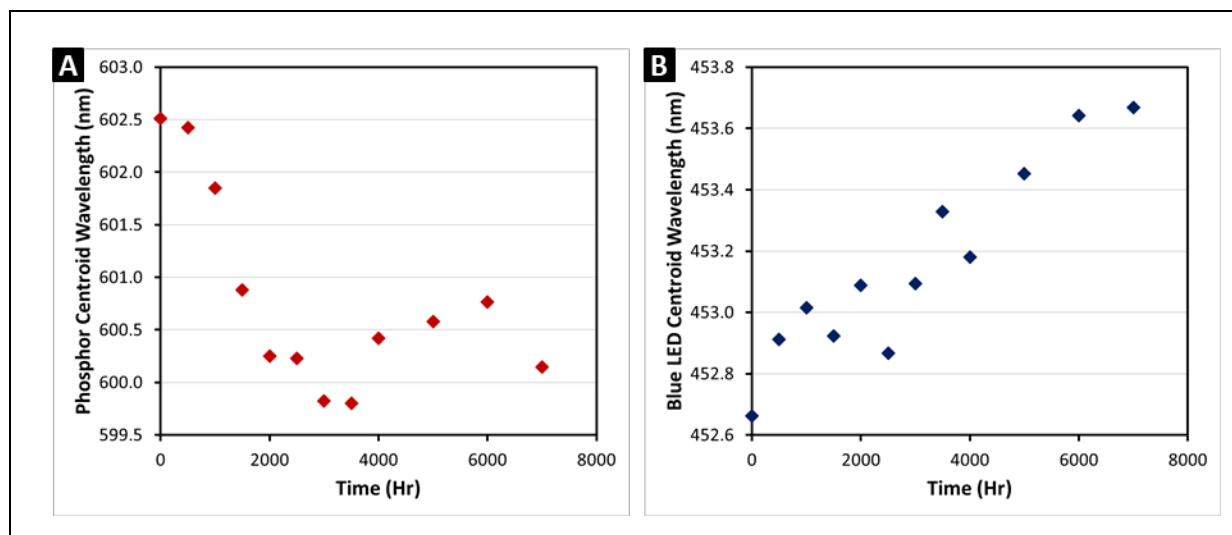 A
Phosphor Centroid Wavelength (nm)
603.0
602.5
602.0
601.5
601.0
600.5
600.0
599.5
0 2000 4000 6000 8000
Time (Hr)
B
Blue LED Centroid Wavelength (nm)
453.8
453.6
453.4
453.2
453.0
452.8
452.6
0 2000 4000 6000 8000
Time (Hr)